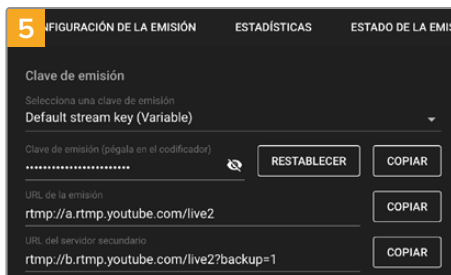 5
NFIGURACIÓN DE LA EMISIÓN ESTADÍSTICAS ESTADO DE LA EMIS
Clave de emisión
Selecciona una clave de emisión
Default stream key (Variable)
Clave de emisión (pégala en el codificador)
•••••••••••••••••••••••• RESTABLECER COPIAR
URL de la emisión
rtmp://a.rtmp.youtube.com/live2 COPIAR
URL del servidor secundario
rtmp://b.rtmp.youtube.com/live2?backup=1 COPIAR